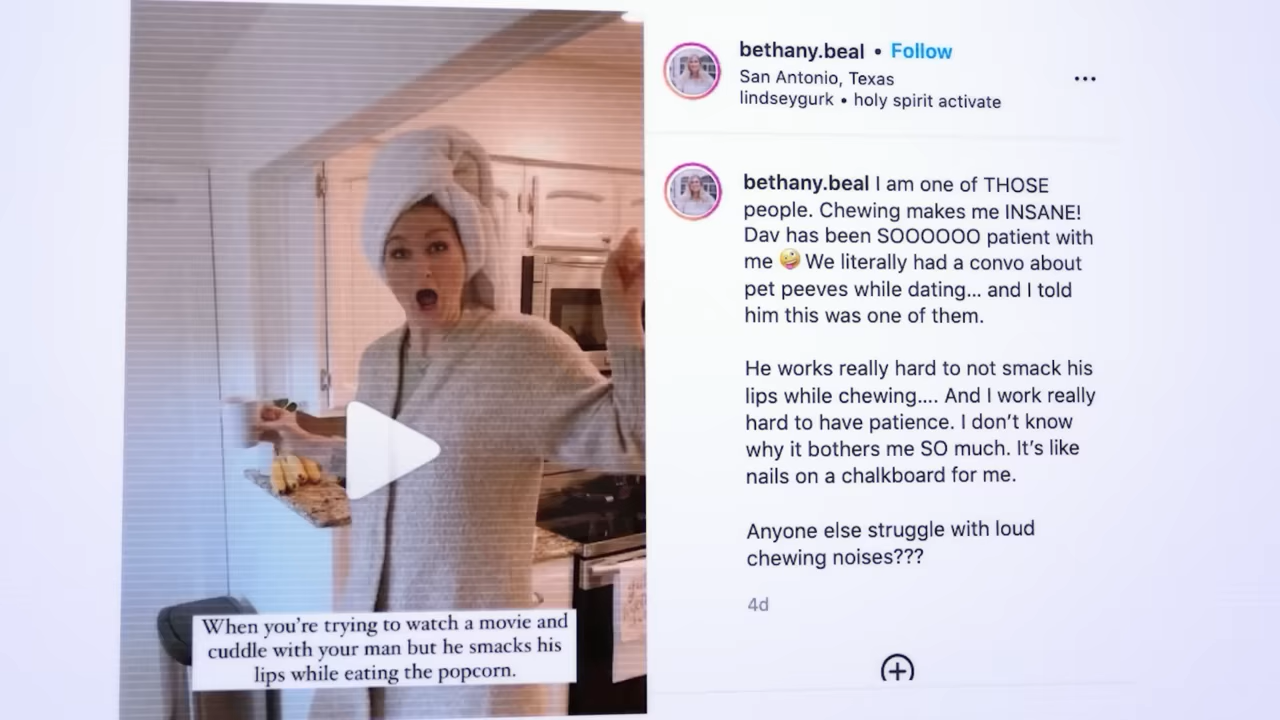 bethany.beal • Follow
San Antonio, Texas
lindseygurk • holy spirit activate
bethany.beal I am one of THOSE
people. Chewing makes me INSANE!
Dav has been SOOOOOO patient with
me 🤪 We literally had a convo about
pet peeves while dating... and I told
him this was one of them.
He works really hard to not smack his
lips while chewing.... And I work really
hard to have patience. I don't know
why it bothers me SO much. It's like
nails on a chalkboard for me.
Anyone else struggle with loud
chewing noises???
4d
When you're trying to watch a movie and
cuddle with your man but he smacks his
lips while eating the popcorn.